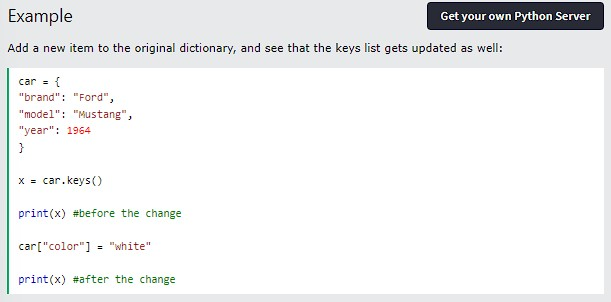 Example
Get your own Python Server
Add a new item to the original dictionary, and see that the keys list gets updated as well:
car = {
"brand": "Ford",
"model": "Mustang",
"year": 1964
}
x = car.keys()
print(x) #before the change
car["color"] = "white"
print(x) #after the change